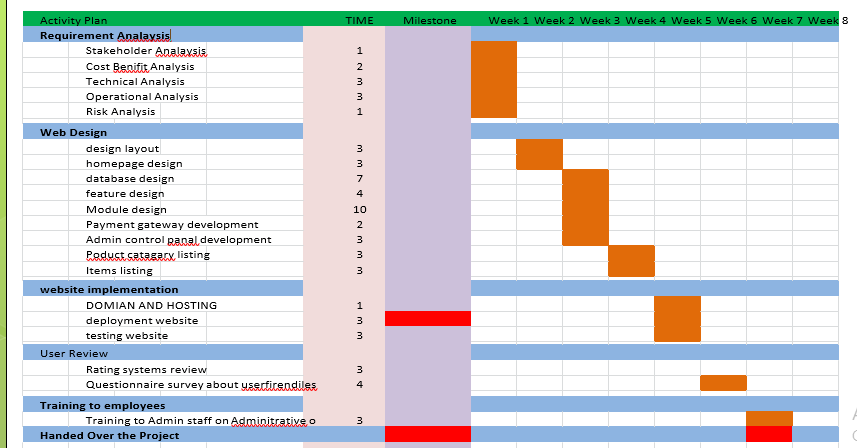 Activity Plan TIME Milestone Week 1 Week 2 Week 3 Week 4 Week 5 Week 6 Week 7 Week 8
Requirement Analaysis
Stakeholder Analaysis 1
Cost Benifit Analysis 2
Technical Analysis 3
Operational Analysis 3
Risk Analysis 1
Web Design
design layout 3
homepage design 3
database design 7
feature design 4
Module design 10
Payment gateway development 2
Admin control panal development 3
Poduct catagary listing 3
Items listing 3
website implementation
DOMIAN AND HOSTING 1
deployment website 3
testing website 3
User Review
Rating systems review 3
Questionnaire survey about userfirendiles 4
Training to employees
Training to Admin staff on Adminitrative o 3
Handed Over the Project